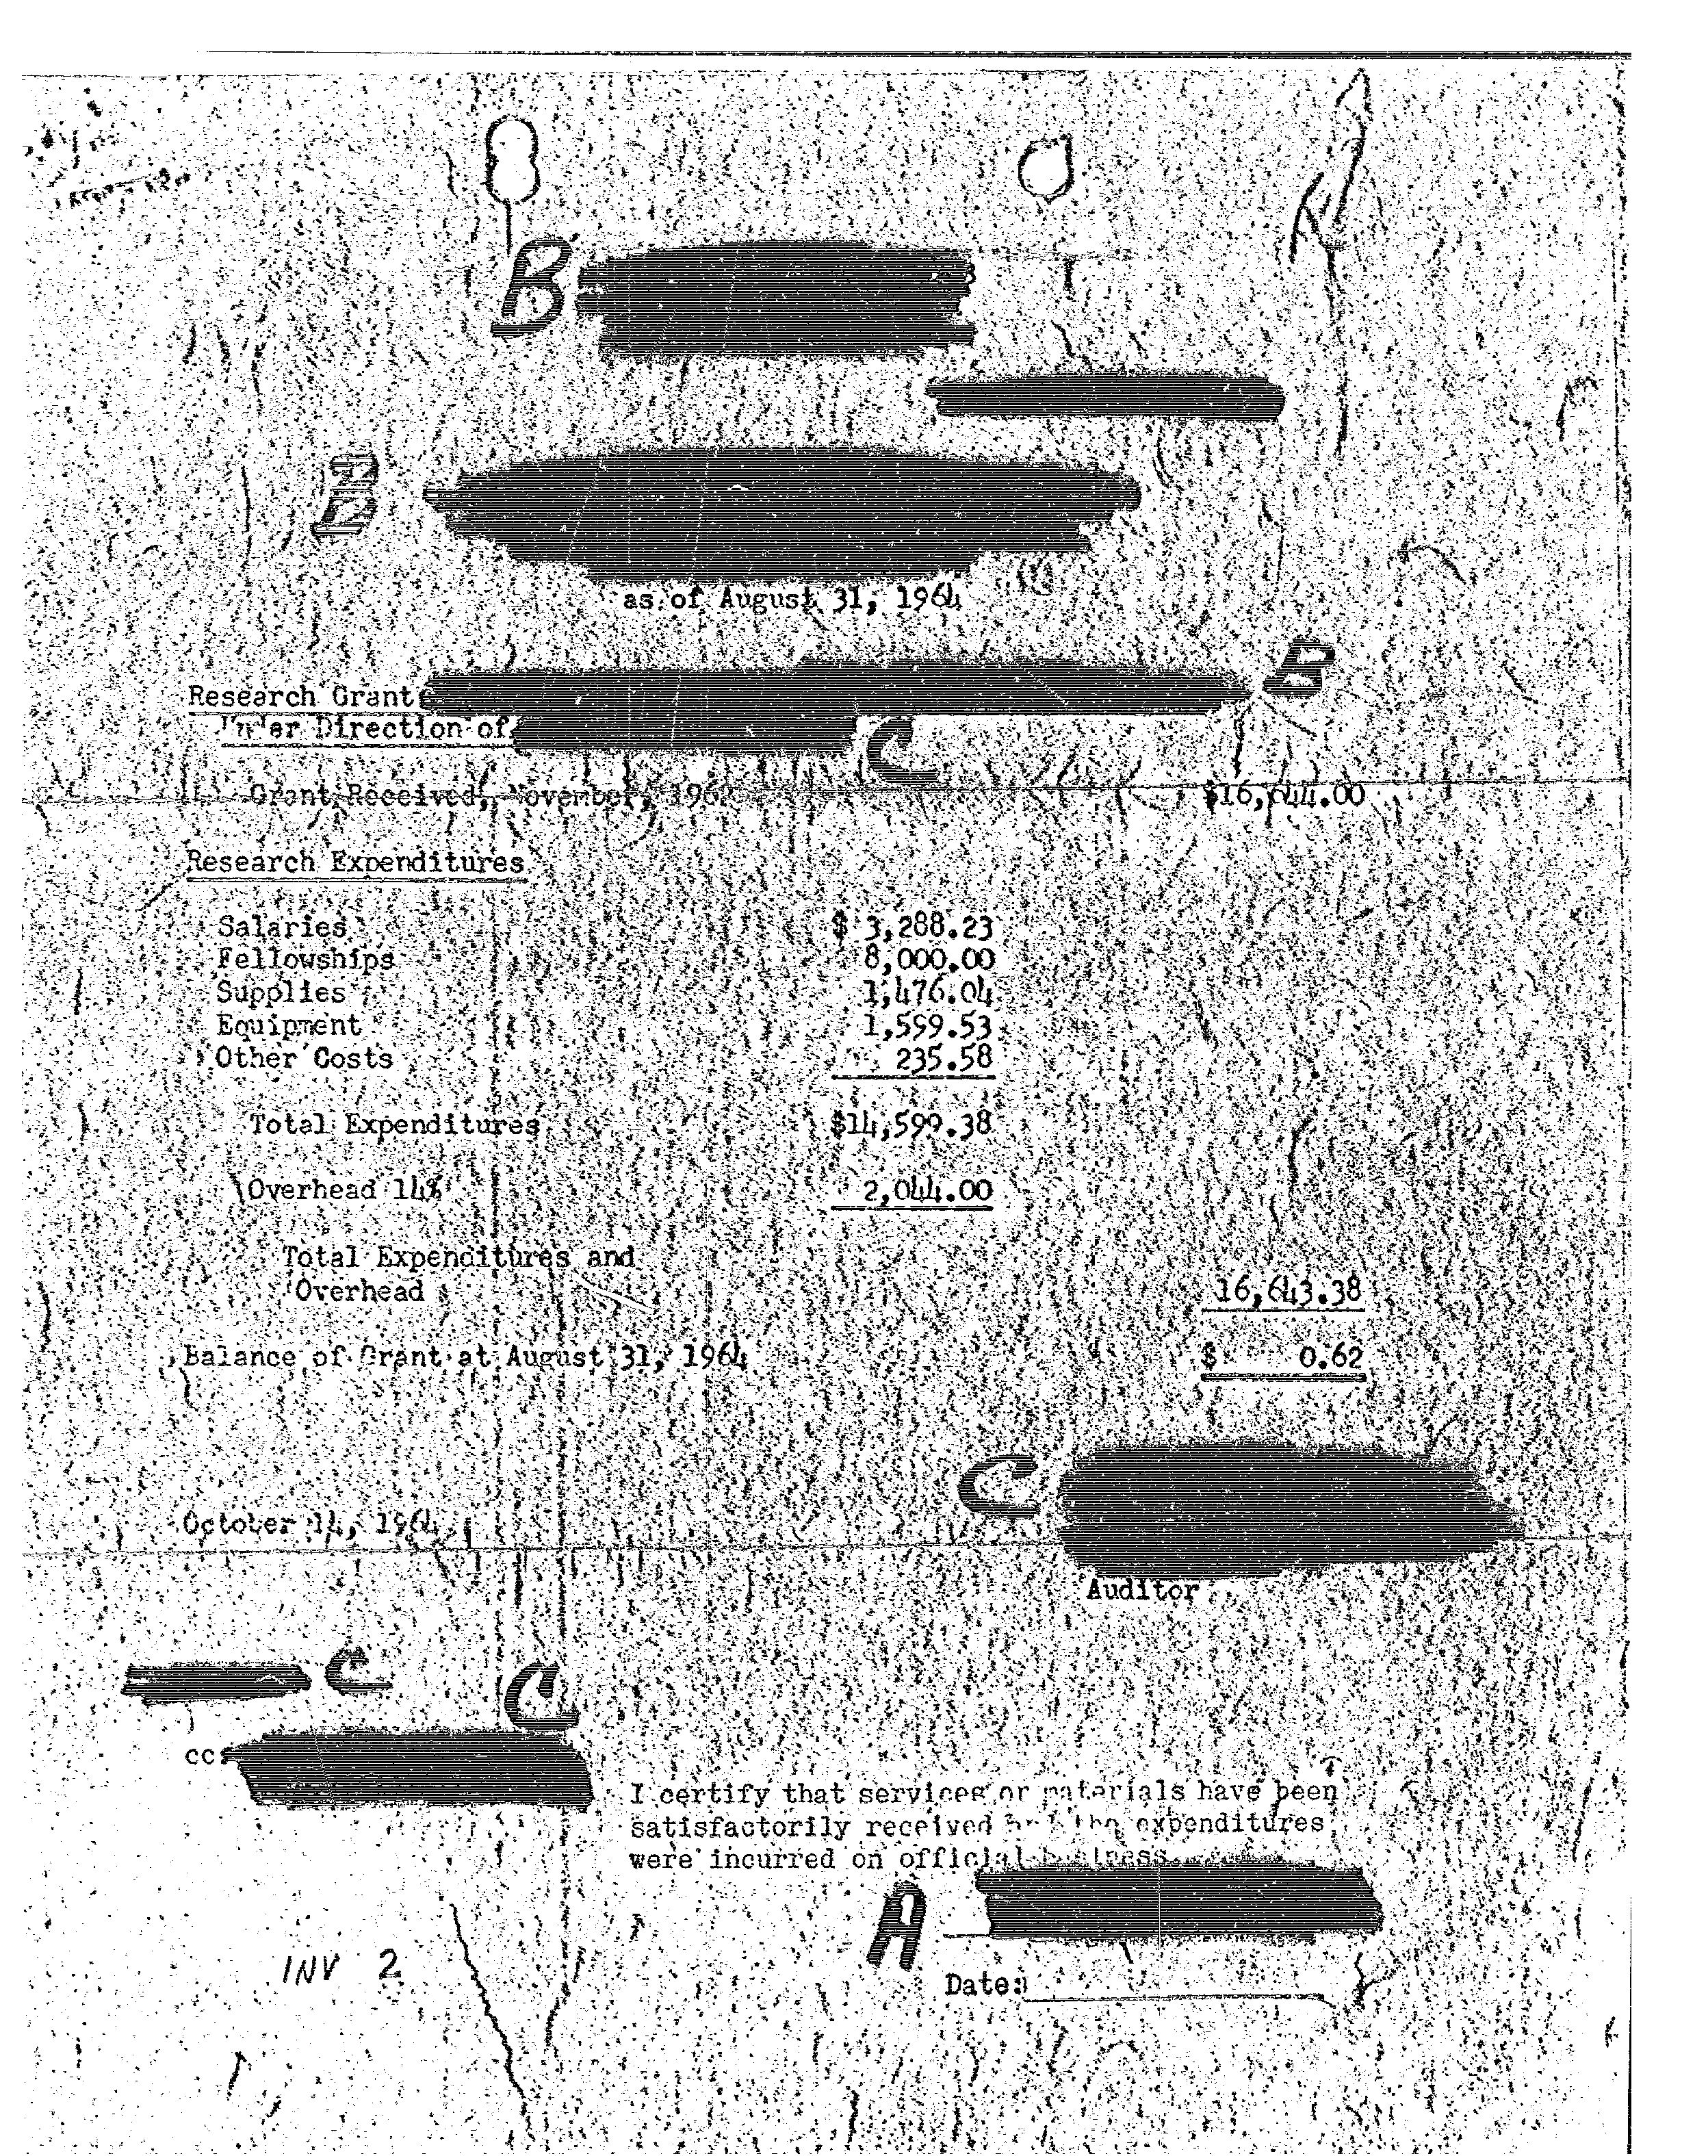 B
B
as of August 31, 1964
Research Grant B
Under Direction of C
Grant Received, November, 196 $16,644.00
Research Expenditures
Salaries $ 3,288.23
Fellowships 8,000.00
Supplies 1,476.04
Equipment 1,599.53
Other Costs 235.58
Total Expenditures $14,599.38
Overhead 14% 2,044.00
Total Expenditures and
Overhead 16,643.38
Balance of Grant at August 31, 1964 $ 0.62
C
October 14, 1964
Auditor
C C
cc:
I certify that services or materials have been
satisfactorily received and the expenditures
were incurred on official business.
A
INV 2
Date: